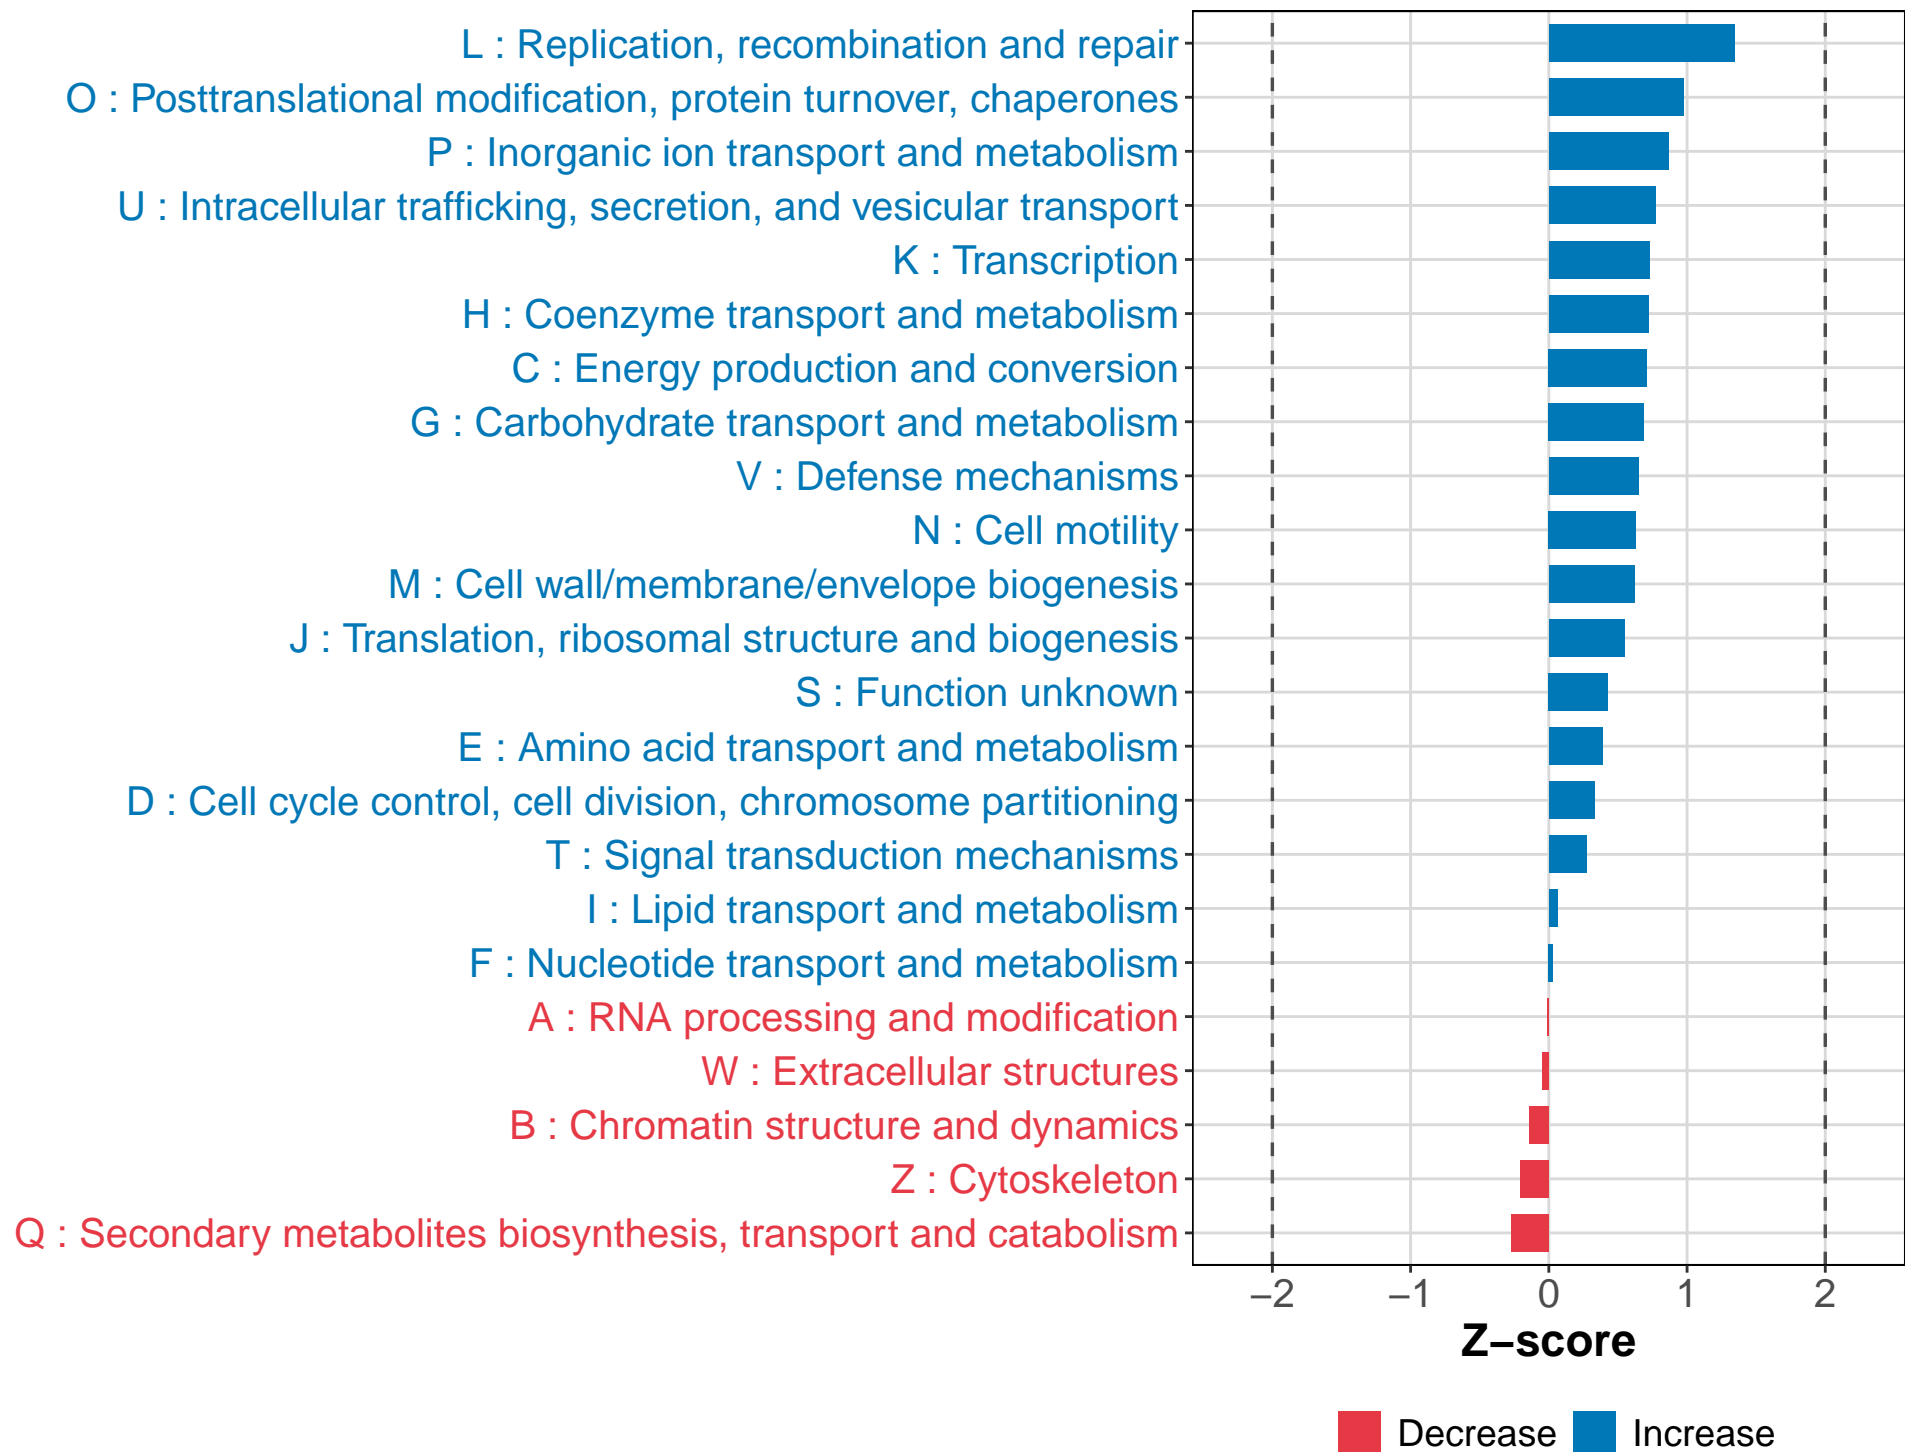 L : Replication, recombination and repair
O : Posttranslational modification, protein turnover, chaperones
P : Inorganic ion transport and metabolism
U : Intracellular trafficking, secretion, and vesicular transport
K : Transcription
H : Coenzyme transport and metabolism
C : Energy production and conversion
G : Carbohydrate transport and metabolism
V : Defense mechanisms
N : Cell motility
M : Cell wall/membrane/envelope biogenesis
J : Translation, ribosomal structure and biogenesis
S : Function unknown
E : Amino acid transport and metabolism
D : Cell cycle control, cell division, chromosome partitioning
T : Signal transduction mechanisms
I : Lipid transport and metabolism
F : Nucleotide transport and metabolism
A : RNA processing and modification
W : Extracellular structures
B : Chromatin structure and dynamics
Z : Cytoskeleton
Q : Secondary metabolites biosynthesis, transport and catabolism
−2 −1 0 1 2
Z−score
Decrease Increase